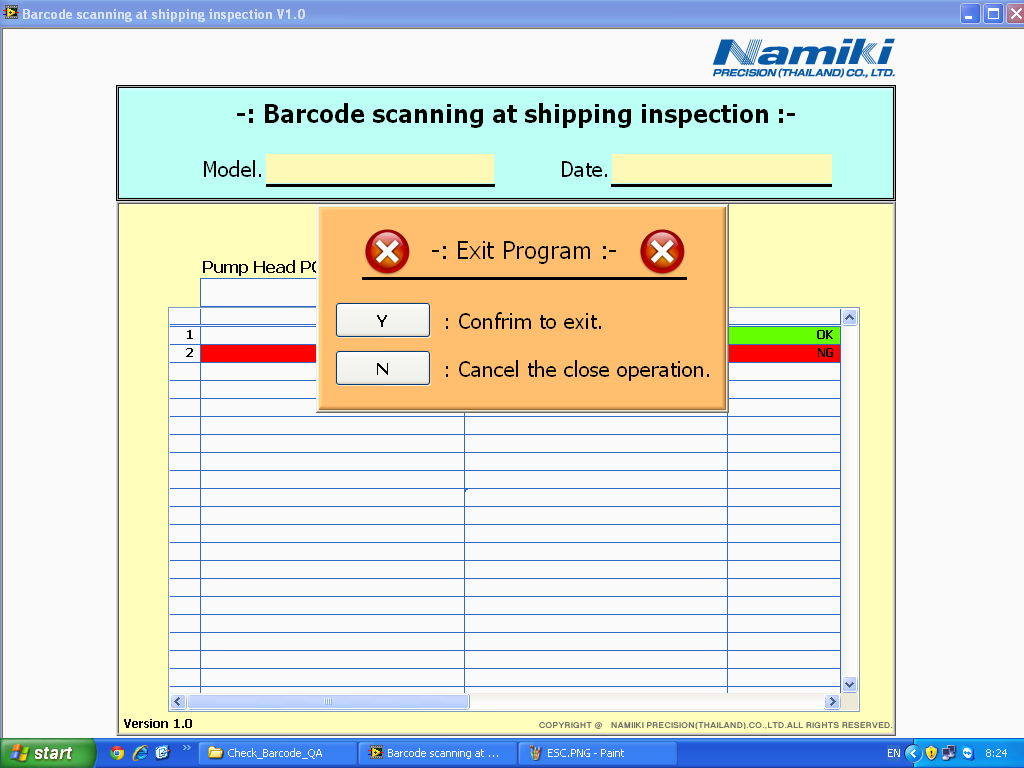 Barcode scanning at shipping inspection V1.0
Namiki
PRECISION (THAILAND) CO., LTD.
-: Barcode scanning at shipping inspection :-
Model.
Date.
-: Exit Program :-
Pump Head PC
Y : Confrim to exit.
1 OK
2 NG
N : Cancel the close operation.
Version 1.0
COPYRIGHT @ NAMIIKI PRECISION(THAILAND).CO.,LTD.ALL RIGHTS RESERVED.
start Check_Barcode_QA Barcode scanning at ... ESC.PNG - Paint EN 8:24